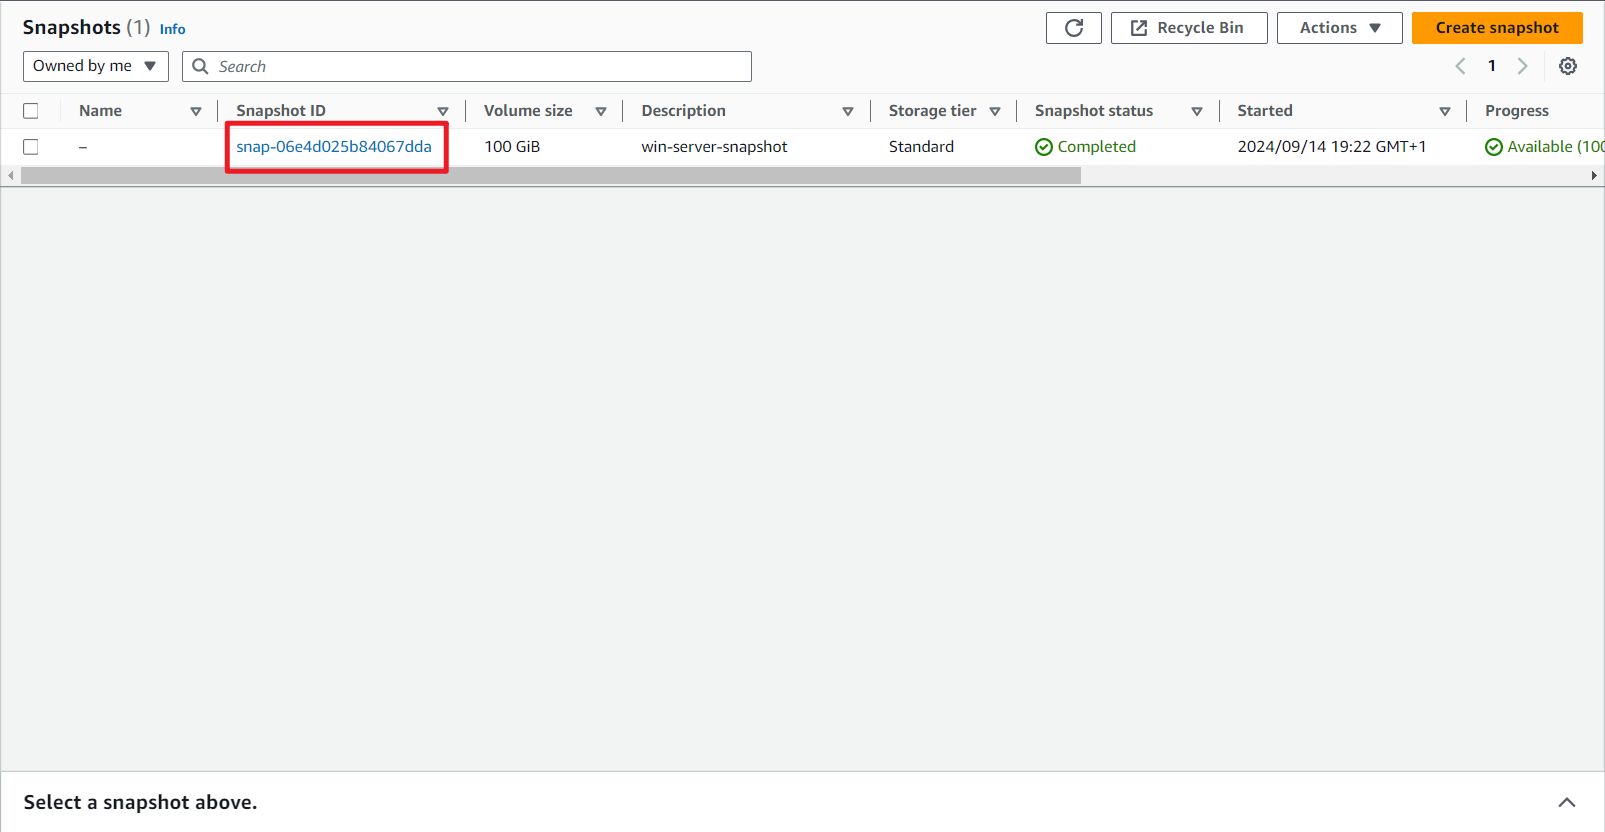 Snapshots (1) Info
Recycle Bin
Actions
Create snapshot
Owned by me
Search
1
Name Snapshot ID Volume size Description Storage tier Snapshot status Started Progress
– snap-06e4d025b84067dda 100 GiB win-server-snapshot Standard Completed 2024/09/14 19:22 GMT+1 Available (100
Select a snapshot above.